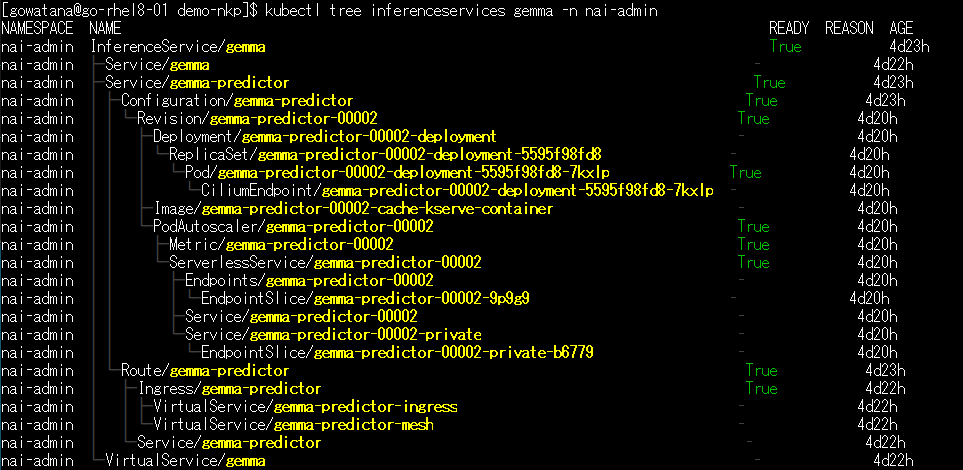 [gowatana@go-rhel8-01 demo-nkp]$ kubectl tree inferenceservices gemma -n nai-admin
NAMESPACE  NAME  READY  REASON  AGE
nai-admin  InferenceService/gemma  True  4d23h
nai-admin  ├─Service/gemma  -  4d22h
nai-admin  ├─Service/gemma-predictor  True  4d23h
nai-admin  │ ├─Configuration/gemma-predictor  True  4d23h
nai-admin  │ │ └─Revision/gemma-predictor-00002  True  4d20h
nai-admin  │ │   ├─Deployment/gemma-predictor-00002-deployment  -  4d20h
nai-admin  │ │   │ └─ReplicaSet/gemma-predictor-00002-deployment-5595f98fd8  -  4d20h
nai-admin  │ │   │   └─Pod/gemma-predictor-00002-deployment-5595f98fd8-7kxlp  True  4d20h
nai-admin  │ │   │     └─CiliumEndpoint/gemma-predictor-00002-deployment-5595f98fd8-7kxlp  -  4d20h
nai-admin  │ │   ├─Image/gemma-predictor-00002-cache-kserve-container  -  4d20h
nai-admin  │ │   └─PodAutoscaler/gemma-predictor-00002  True  4d20h
nai-admin  │ │     ├─Metric/gemma-predictor-00002  True  4d20h
nai-admin  │ │     └─ServerlessService/gemma-predictor-00002  True  4d20h
nai-admin  │ │       ├─Endpoints/gemma-predictor-00002  -  4d20h
nai-admin  │ │       │ └─EndpointSlice/gemma-predictor-00002-9p9g9  -  4d20h
nai-admin  │ │       ├─Service/gemma-predictor-00002  -  4d20h
nai-admin  │ │       └─Service/gemma-predictor-00002-private  -  4d20h
nai-admin  │ │         └─EndpointSlice/gemma-predictor-00002-private-b6779  -  4d20h
nai-admin  │ └─Route/gemma-predictor  True  4d23h
nai-admin  │   ├─Ingress/gemma-predictor  True  4d22h
nai-admin  │   │ ├─VirtualService/gemma-predictor-ingress  -  4d22h
nai-admin  │   │ └─VirtualService/gemma-predictor-mesh  -  4d22h
nai-admin  │   └─Service/gemma-predictor  -  4d22h
nai-admin  └─VirtualService/gemma  -  4d22h